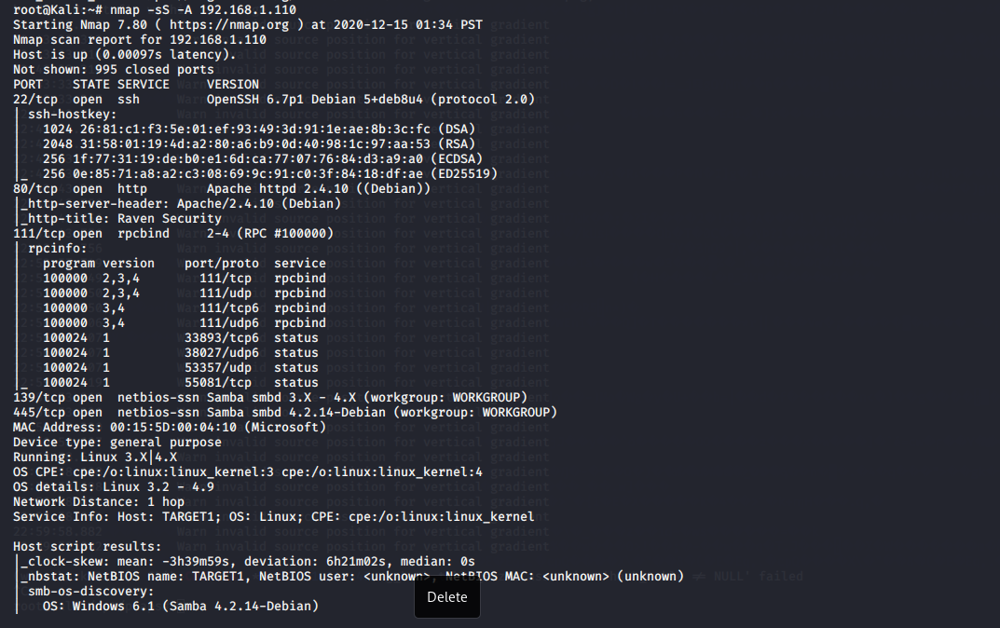 root@Kali:~# nmap -sS -A 192.168.1.110
Starting Nmap 7.80 ( https://nmap.org ) at 2020-12-15 01:34 PST
Nmap scan report for 192.168.1.110
Host is up (0.00097s latency).
Not shown: 995 closed ports
PORT    STATE SERVICE     VERSION
22/tcp  open  ssh         OpenSSH 6.7p1 Debian 5+deb8u4 (protocol 2.0)
| ssh-hostkey:
|   1024 26:81:c1:f3:5e:01:ef:93:49:3d:91:1e:ae:8b:3c:fc (DSA)
|   2048 31:58:01:19:4d:a2:80:a6:b9:0d:40:98:1c:97:aa:53 (RSA)
|   256 1f:77:31:19:de:b0:e1:6d:ca:77:07:76:84:d3:a9:a0 (ECDSA)
|_  256 0e:85:71:a8:a2:c3:08:69:9c:91:c0:3f:84:18:df:ae (ED25519)
80/tcp  open  http        Apache httpd 2.4.10 ((Debian))
|_http-server-header: Apache/2.4.10 (Debian)
|_http-title: Raven Security
111/tcp open  rpcbind     2-4 (RPC #100000)
| rpcinfo:
|   program version    port/proto  service
|   100000  2,3,4        111/tcp   rpcbind
|   100000  2,3,4        111/udp   rpcbind
|   100000  3,4          111/tcp6  rpcbind
|   100000  3,4          111/udp6  rpcbind
|   100024  1          33893/tcp6  status
|   100024  1          38027/udp6  status
|   100024  1          53357/udp   status
|_  100024  1          55081/tcp   status
139/tcp open  netbios-ssn Samba smbd 3.X - 4.X (workgroup: WORKGROUP)
445/tcp open  netbios-ssn Samba smbd 4.2.14-Debian (workgroup: WORKGROUP)
MAC Address: 00:15:5D:00:04:10 (Microsoft)
Device type: general purpose
Running: Linux 3.X|4.X
OS CPE: cpe:/o:linux:linux_kernel:3 cpe:/o:linux:linux_kernel:4
OS details: Linux 3.2 - 4.9
Network Distance: 1 hop
Service Info: Host: TARGET1; OS: Linux; CPE: cpe:/o:linux:linux_kernel
Host script results:
|_clock-skew: mean: -3h39m59s, deviation: 6h21m02s, median: 0s
|_nbstat: NetBIOS name: TARGET1, NetBIOS user: <unknown>, NetBIOS MAC: <unknown> (unknown)
| smb-os-discovery:
|   OS: Windows 6.1 (Samba 4.2.14-Debian)
Delete